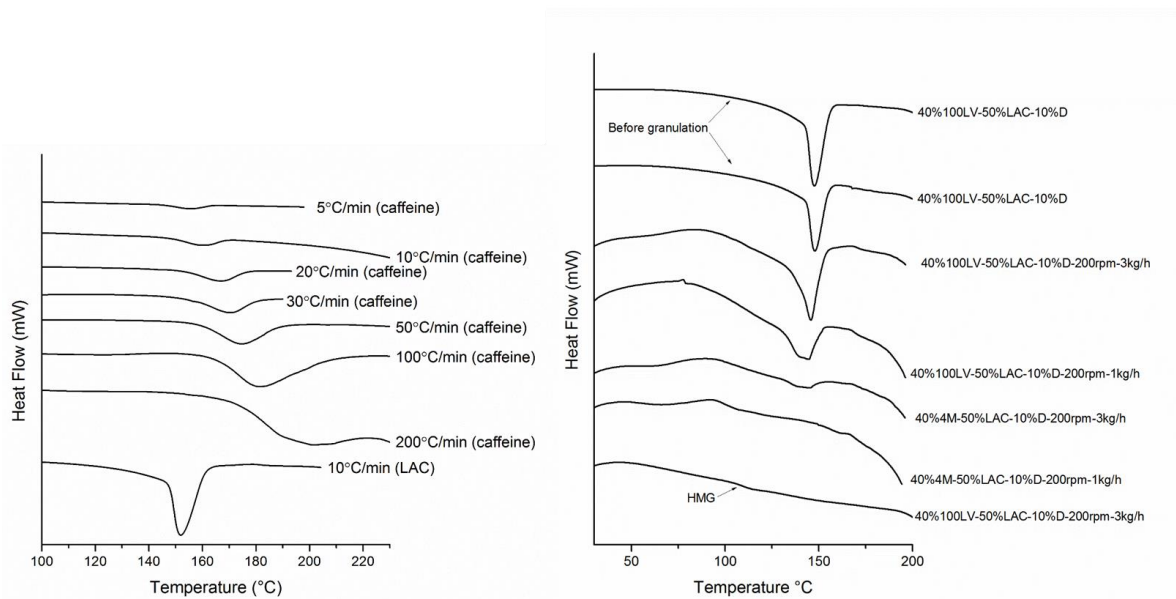 5°C/min (caffeine)
10°C/min (caffeine)
20°C/min (caffeine)
30°C/min (caffeine)
50°C/min (caffeine)
100°C/min (caffeine)
200°C/min (caffeine)
10°C/min (LAC)
Heat Flow (mW)
100 120 140 160 180 200 220
Temperature (°C)
40%100LV-50%LAC-10%D
Before granulation
40%100LV-50%LAC-10%D
40%100LV-50%LAC-10%D-200rpm-3kg/h
40%100LV-50%LAC-10%D-200rpm-1kg/h
40%4M-50%LAC-10%D-200rpm-3kg/h
40%4M-50%LAC-10%D-200rpm-1kg/h
HMG
40%100LV-50%LAC-10%D-200rpm-3kg/h
Heat Flow (mW)
50 100 150 200
Temperature °C